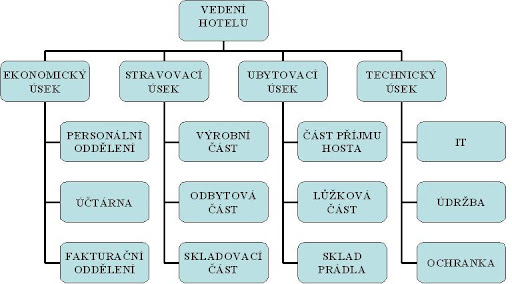 VEDENÍ
HOTELU
EKONOMICKÝ
ÚSEK
STRAVOVACÍ
ÚSEK
UBYTOVACÍ
ÚSEK
TECHNICKÝ
ÚSEK
PERSONÁLNÍ
ODDĚLENÍ
VÝROBNÍ
ČÁST
ČÁST PŘÍJMU
HOSTA
IT
ÚČTÁRNA
ODBYTOVÁ
ČÁST
LŮŽKOVÁ
ČÁST
ÚDRŽBA
FAKTURAČNÍ
ODDĚLENÍ
SKLADOVACÍ
ČÁST
SKLAD
PRÁDLA
OCHRANKA